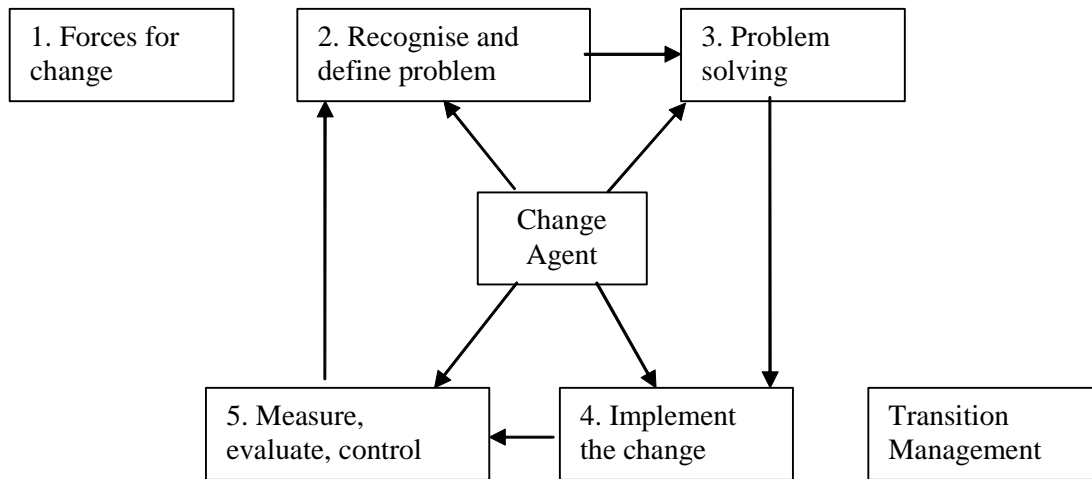 1. Forces for
change
2. Recognise and
define problem
3. Problem
solving
Change
Agent
5. Measure,
evaluate, control
4. Implement
the change
Transition
Management